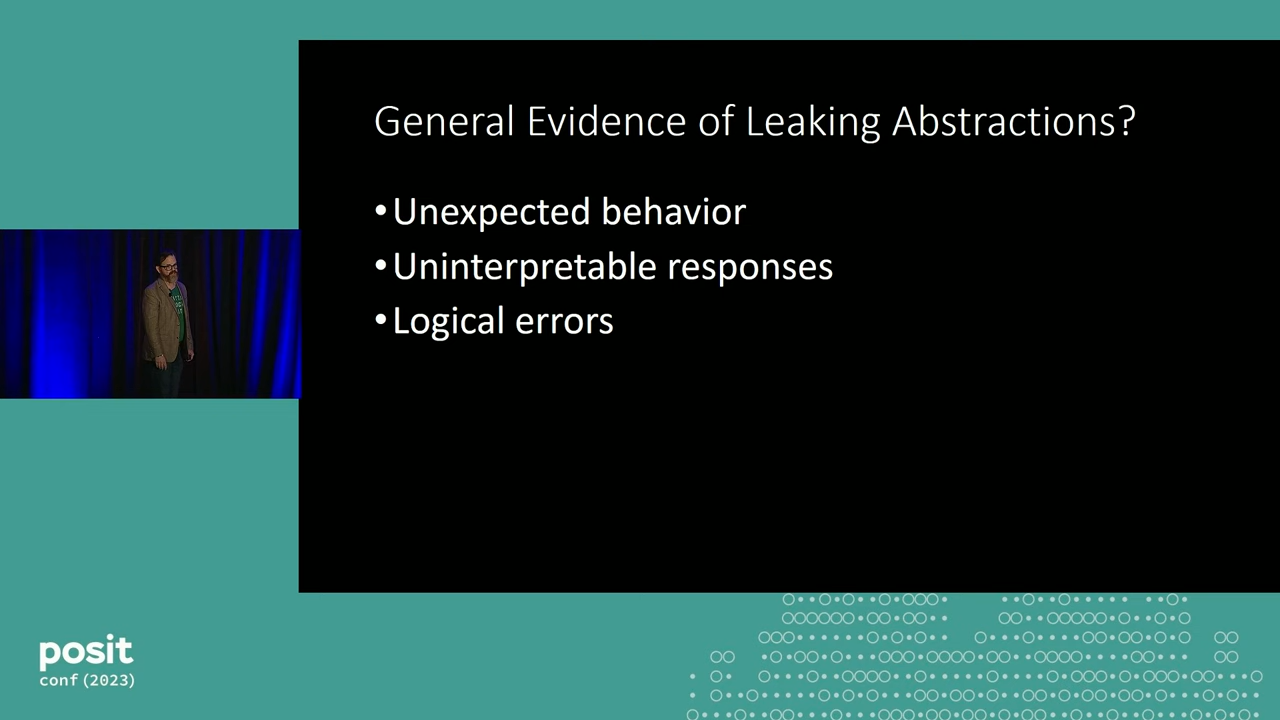 General Evidence of Leaking Abstractions?
•Unexpected behavior
•Uninterpretable responses
•Logical errors
posit
conf(2023)